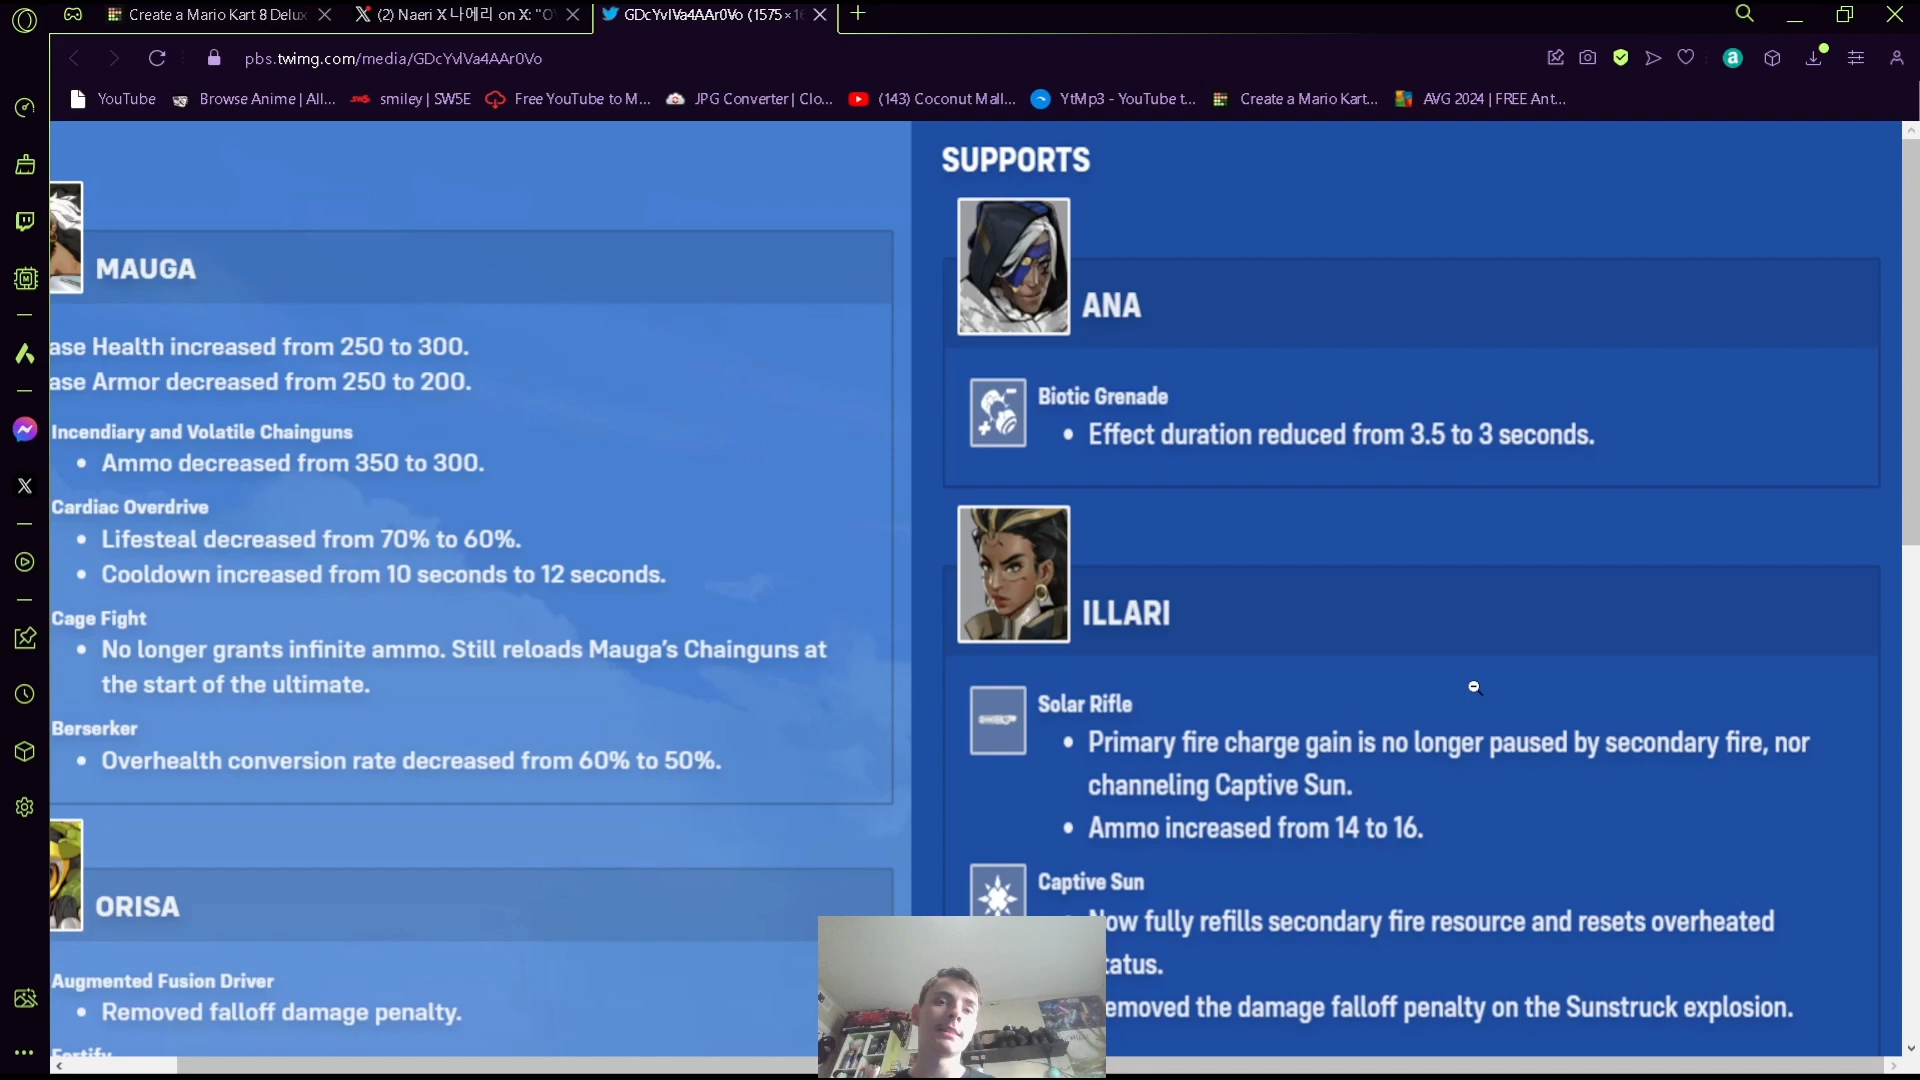 Create a Mario Kart 8 Delux
(2) Naeri X 나에리 on X: "O
GDcYvlVa4AAr0Vo (1575×1
pbs.twimg.com/media/GDcYvlVa4AAr0Vo
YouTube
Browse Anime | All...
smiley | SW5E
Free YouTube to M...
JPG Converter | Clo...
(143) Coconut Mall...
YtMp3 - YouTube t...
Create a Mario Kart...
AVG 2024 | FREE Ant...
MAUGA
ase Health increased from 250 to 300.
ase Armor decreased from 250 to 200.
Incendiary and Volatile Chainguns
• Ammo decreased from 350 to 300.
Cardiac Overdrive
• Lifesteal decreased from 70% to 60%.
• Cooldown increased from 10 seconds to 12 seconds.
Cage Fight
• No longer grants infinite ammo. Still reloads Mauga's Chainguns at
the start of the ultimate.
Berserker
• Overhealth conversion rate decreased from 60% to 50%.
ORISA
Augmented Fusion Driver
• Removed falloff damage penalty.
Fortify
SUPPORTS
ANA
Biotic Grenade
• Effect duration reduced from 3.5 to 3 seconds.
ILLARI
Solar Rifle
• Primary fire charge gain is no longer paused by secondary fire, nor
channeling Captive Sun.
• Ammo increased from 14 to 16.
Captive Sun
Now fully refills secondary fire resource and resets overheated
tatus.
emoved the damage falloff penalty on the Sunstruck explosion.